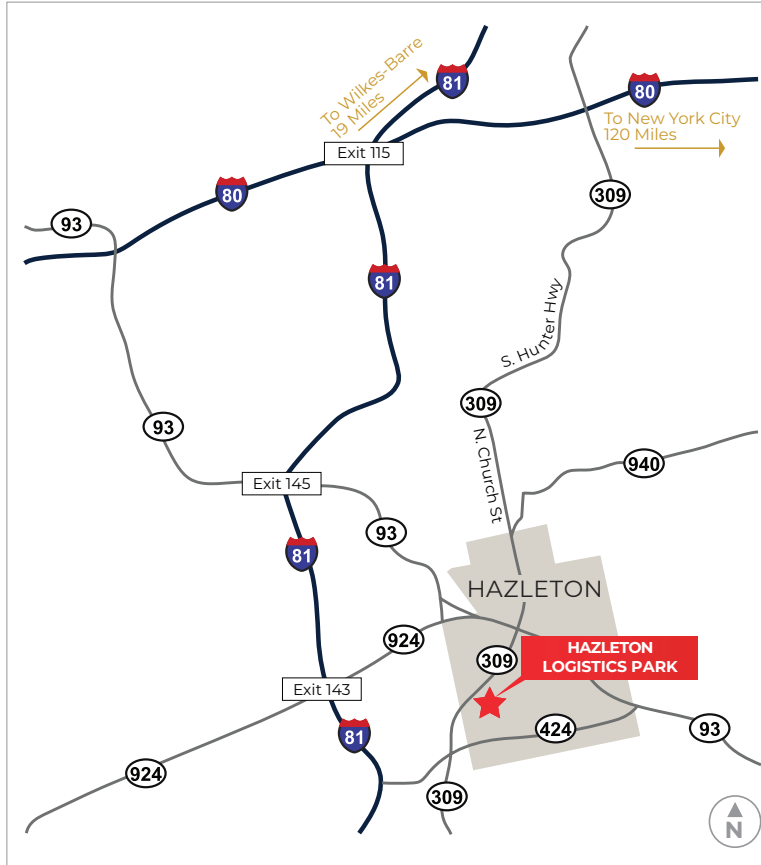 81
80
To Wilkes-Barre
19 Miles
To New York City
120 Miles
Exit 115
80
309
93
81
S. Hunter Hwy
309
93
N. Church St
940
Exit 145
93
81
HAZLETON
924
HAZLETON
LOGISTICS PARK
309
Exit 143
424
93
81
924
309
N